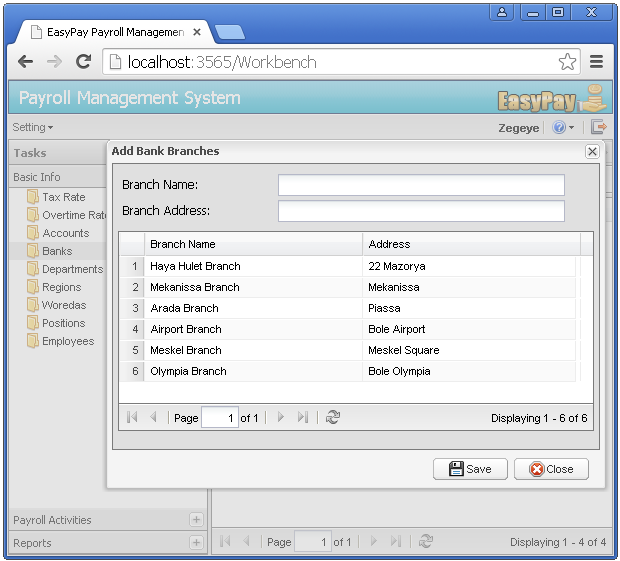 EasyPay Payroll Managemen
localhost:3565/Workbench
Payroll Management System
EasyPay
Setting
Zegeye
Tasks
Basic Info
Tax Rate
Overtime Rat
Accounts
Banks
Departments
Regions
Woredas
Positions
Employees
Payroll Activities
Reports
Add Bank Branches
Branch Name:
Branch Address:
Branch Name Address
1 Haya Hulet Branch 22 Mazorya
2 Mekanissa Branch Mekanissa
3 Arada Branch Piassa
4 Airport Branch Bole Airport
5 Meskel Branch Meskel Square
6 Olympia Branch Bole Olympia
Page 1 of 1 Displaying 1 - 6 of 6
Save Close
Page 1 of 1 Displaying 1 - 4 of 4